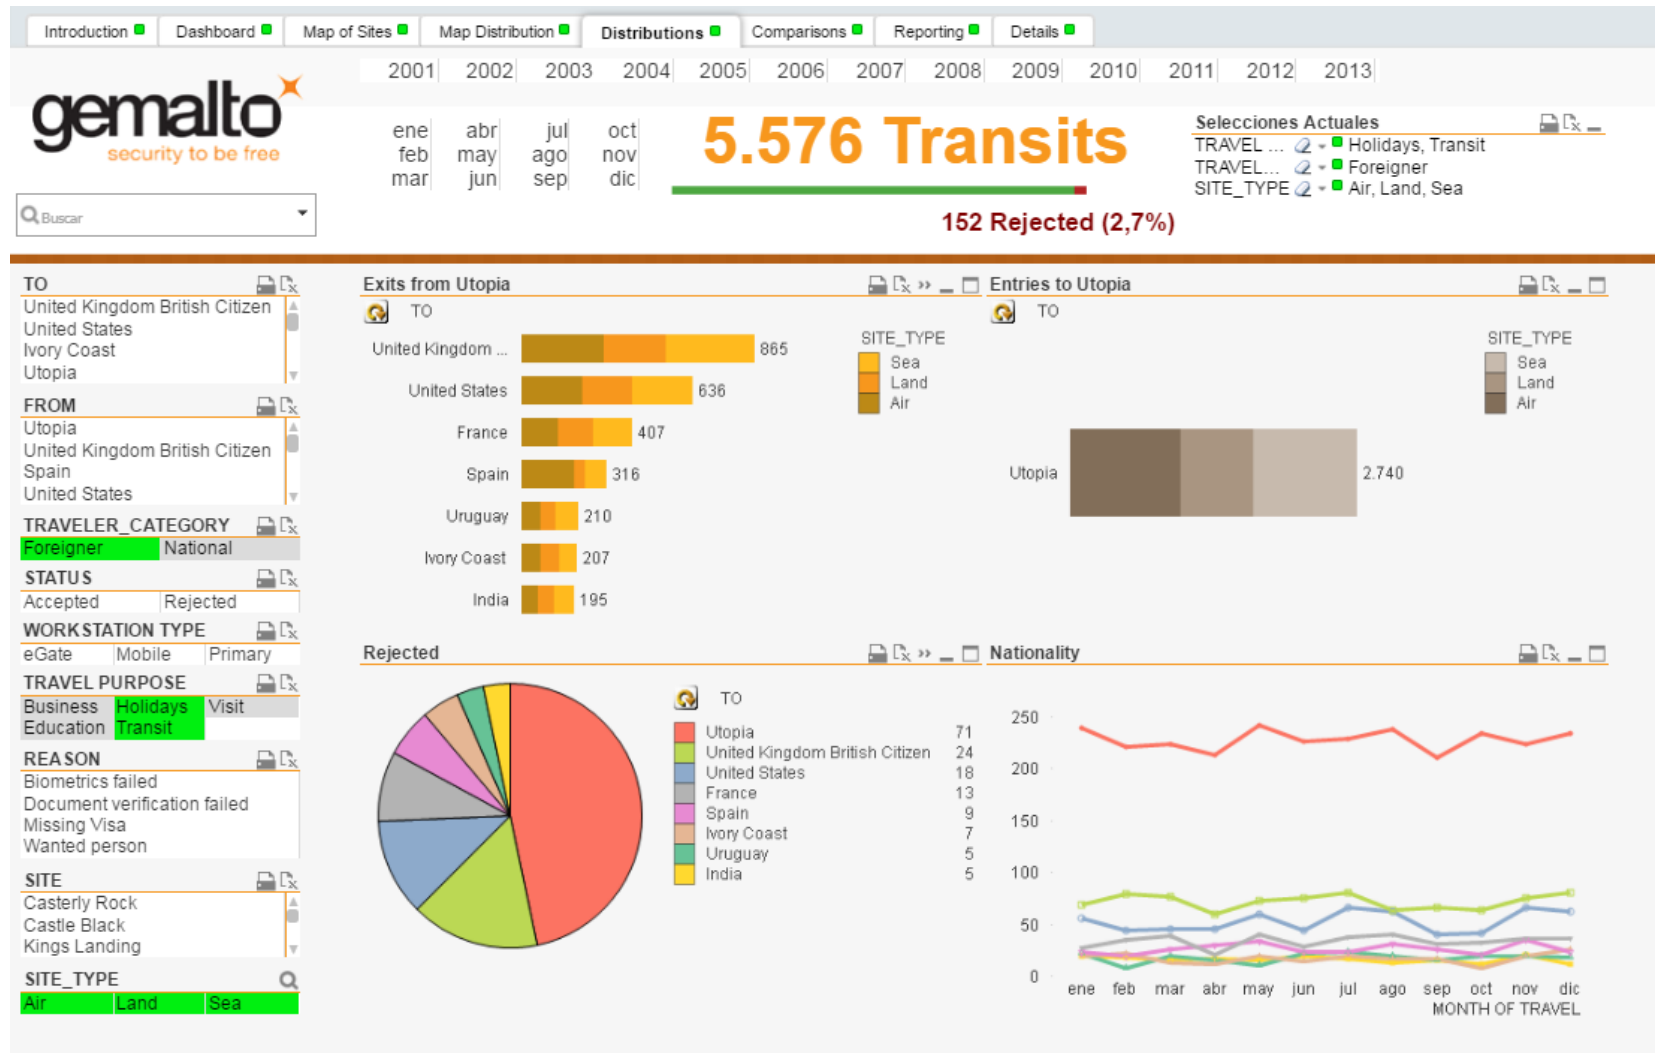 Introduction Dashboard Map of Sites Map Distribution Distributions Comparisons Reporting Details
2001 2002 2003 2004 2005 2006 2007 2008 2009 2010 2011 2012 2013
gemalto
security to be free
Buscar
ene abr jul oct
feb may ago nov
mar jun sep dic
5.576 Transits
152 Rejected (2,7%)
Selecciones Actuales
TRAVEL ... Holidays, Transit
TRAVEL... Foreigner
SITE_TYPE Air, Land, Sea
TO
United Kingdom British Citizen
United States
Ivory Coast
Utopia
FROM
Utopia
United Kingdom British Citizen
Spain
United States
TRAVELER_CATEGORY
Foreigner National
STATUS
Accepted Rejected
WORKSTATION TYPE
eGate Mobile Primary
TRAVEL PURPOSE
Business Holidays Visit
Education Transit
REASON
Biometrics failed
Document verification failed
Missing Visa
Wanted person
SITE
Casterly Rock
Castle Black
Kings Landing
SITE_TYPE
Air Land Sea
Exits from Utopia
TO
United Kingdom ... 865
United States 636
France 407
Spain 316
Uruguay 210
Ivory Coast 207
India 195
SITE_TYPE
Sea
Land
Air
Entries to Utopia
TO
Utopia 2.740
SITE_TYPE
Sea
Land
Air
Rejected
TO
Utopia 71
United Kingdom British Citizen 24
United States 18
France 13
Spain 9
Ivory Coast 7
Uruguay 5
India 5
Nationality
250
200
150
100
50
0
ene feb mar abr may jun jul ago sep oct nov dic
MONTH OF TRAVEL